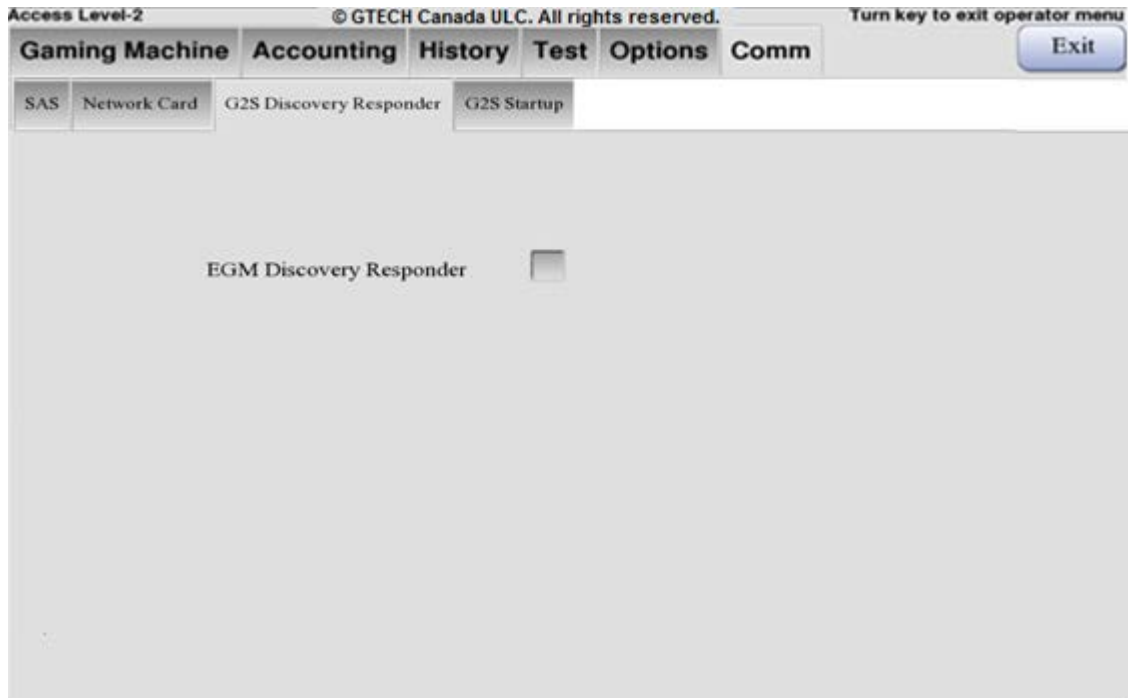 Access Level-2 © GTECH Canada ULC. All rights reserved. Turn key to exit operator menu
Gaming Machine Accounting History Test Options Comm Exit
SAS Network Card G2S Discovery Responder G2S Startup
EGM Discovery Responder